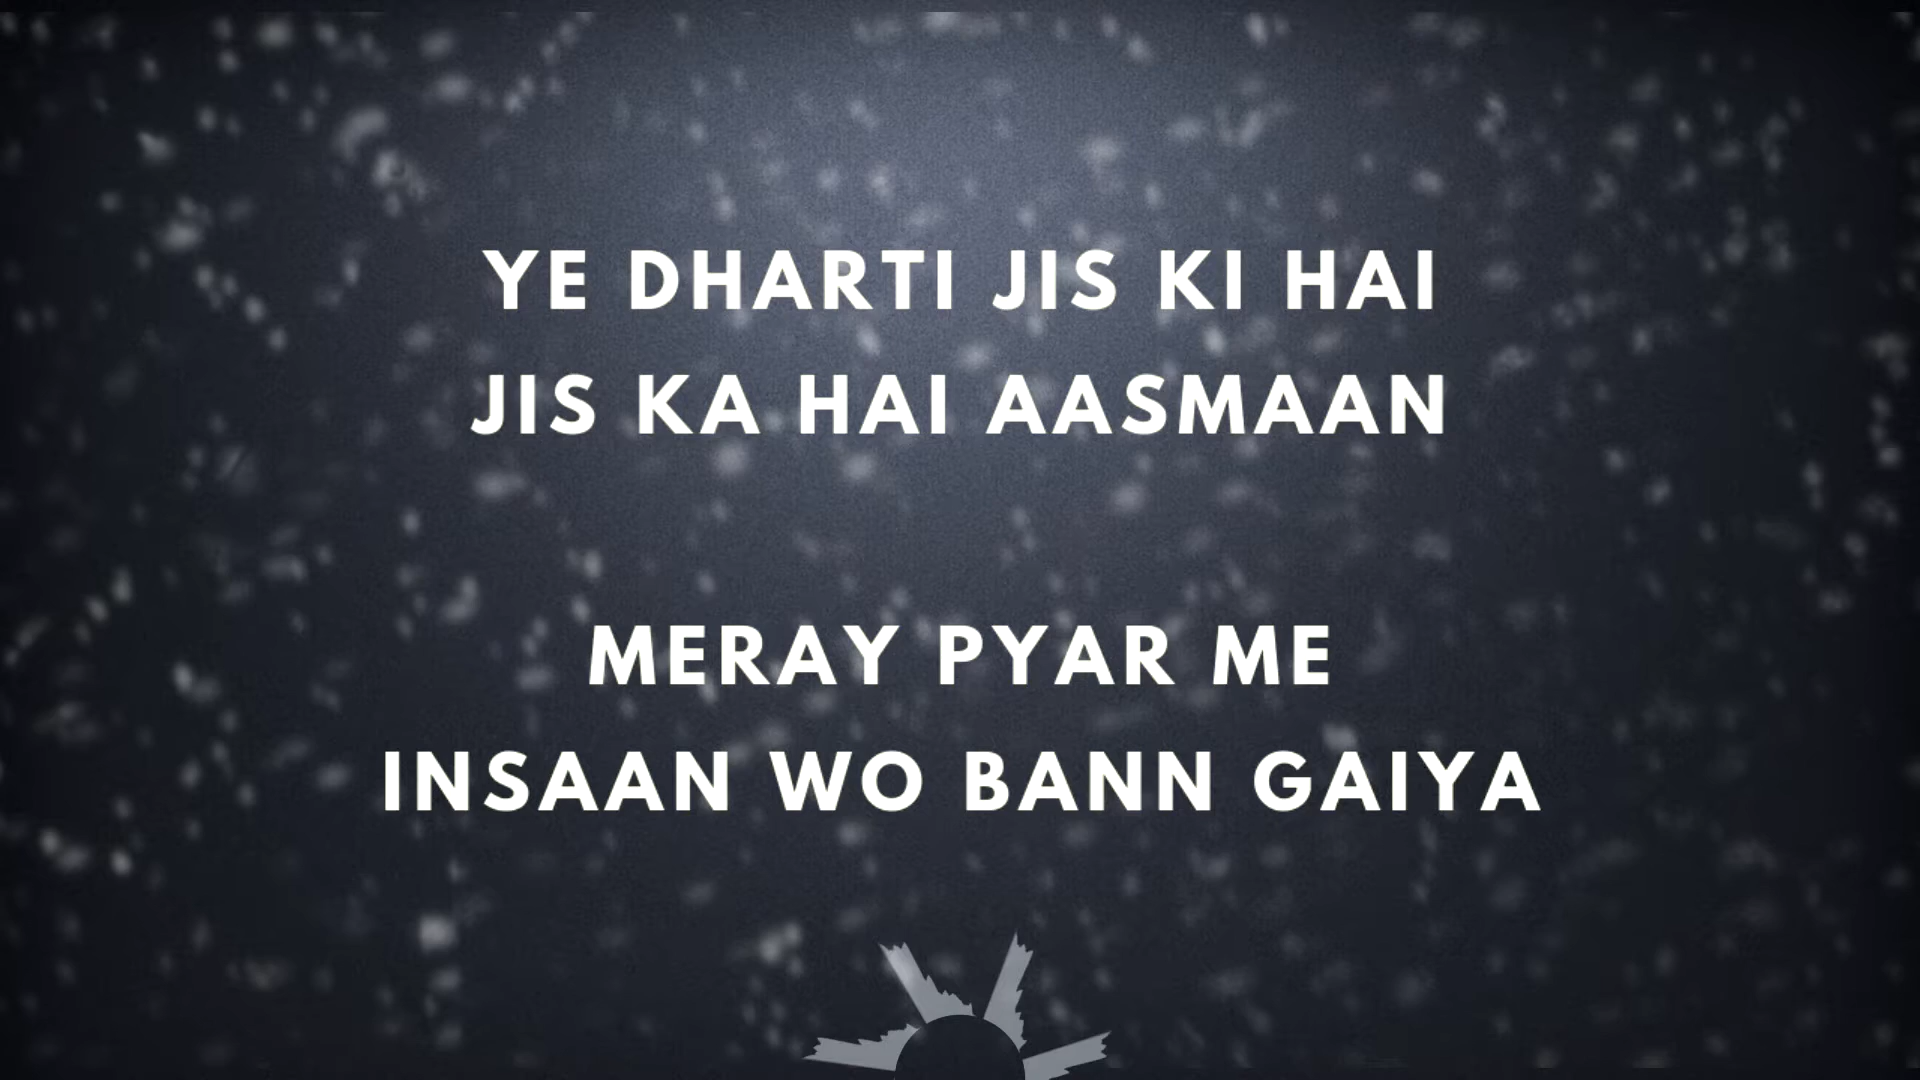 YE DHARTI JIS KI HAI
JIS KA HAI AASMAAN
MERAY PYAR ME
INSAAN WO BANN GAIYA